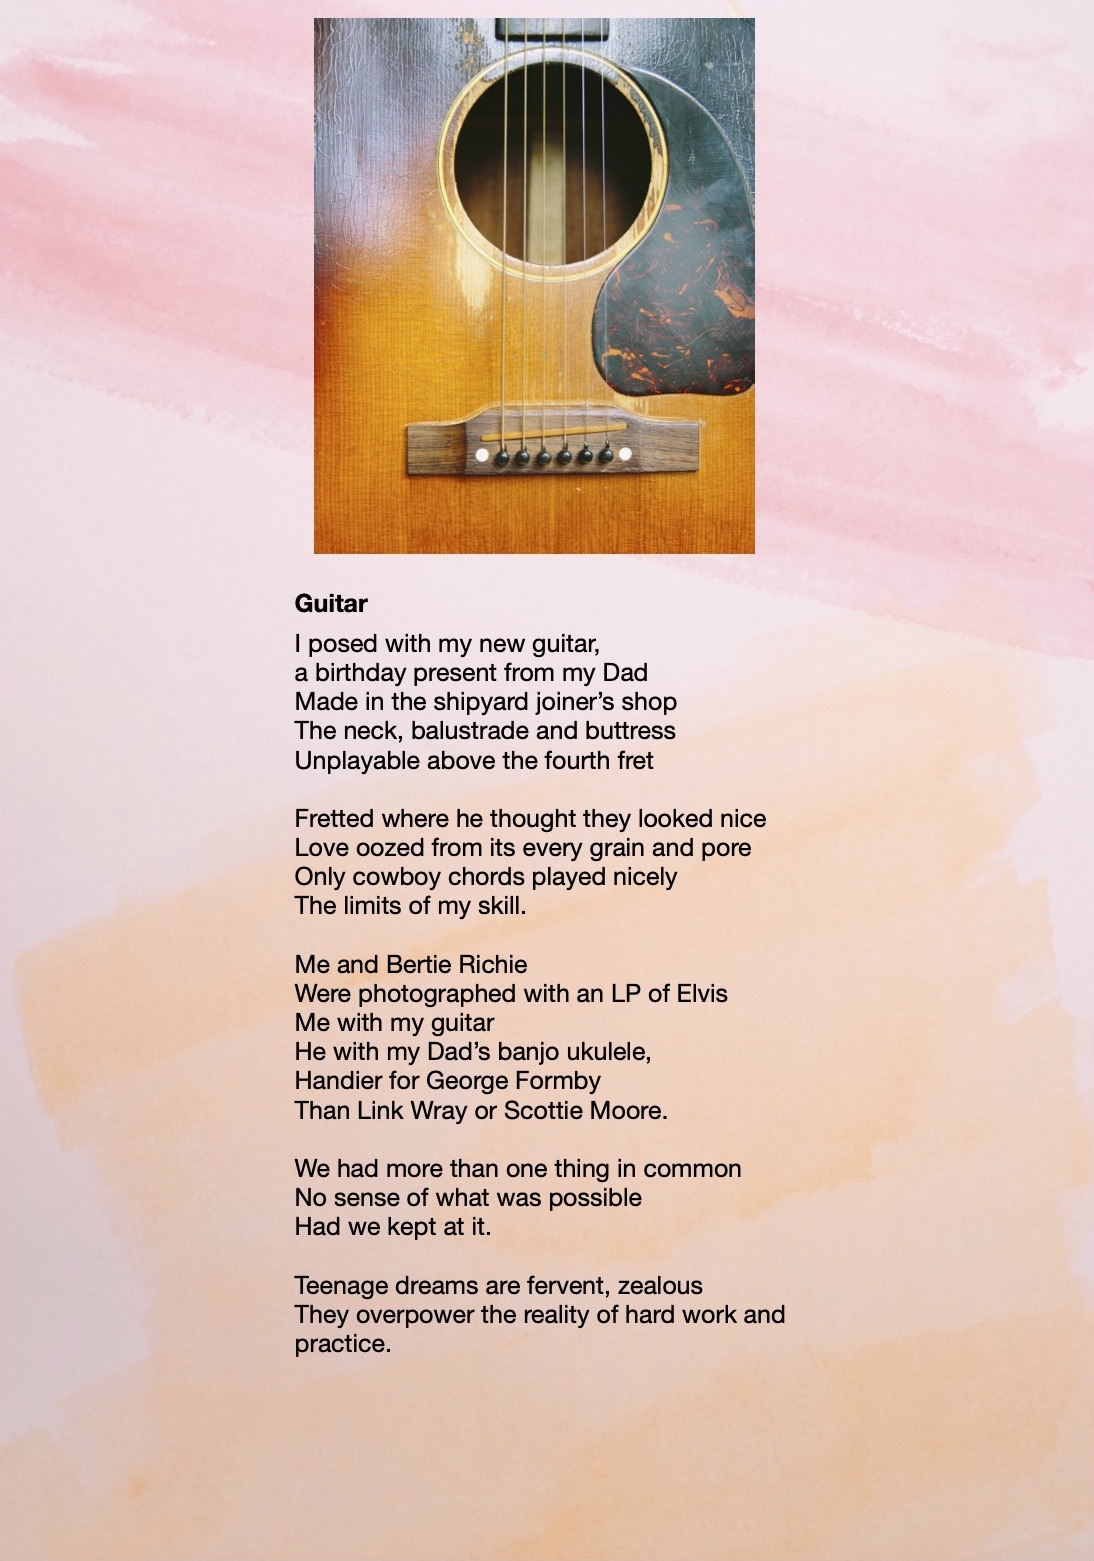 Guitar
I posed with my new guitar,
a birthday present from my Dad
Made in the shipyard joiner’s shop
The neck, balustrade and buttress
Unplayable above the fourth fret
Fretted where he thought they looked nice
Love oozed from its every grain and pore
Only cowboy chords played nicely
The limits of my skill.
Me and Bertie Richie
Were photographed with an LP of Elvis
Me with my guitar
He with my Dad’s banjo ukulele,
Handier for George Formby
Than Link Wray or Scottie Moore.
We had more than one thing in common
No sense of what was possible
Had we kept at it.
Teenage dreams are fervent, zealous
They overpower the reality of hard work and
practice.